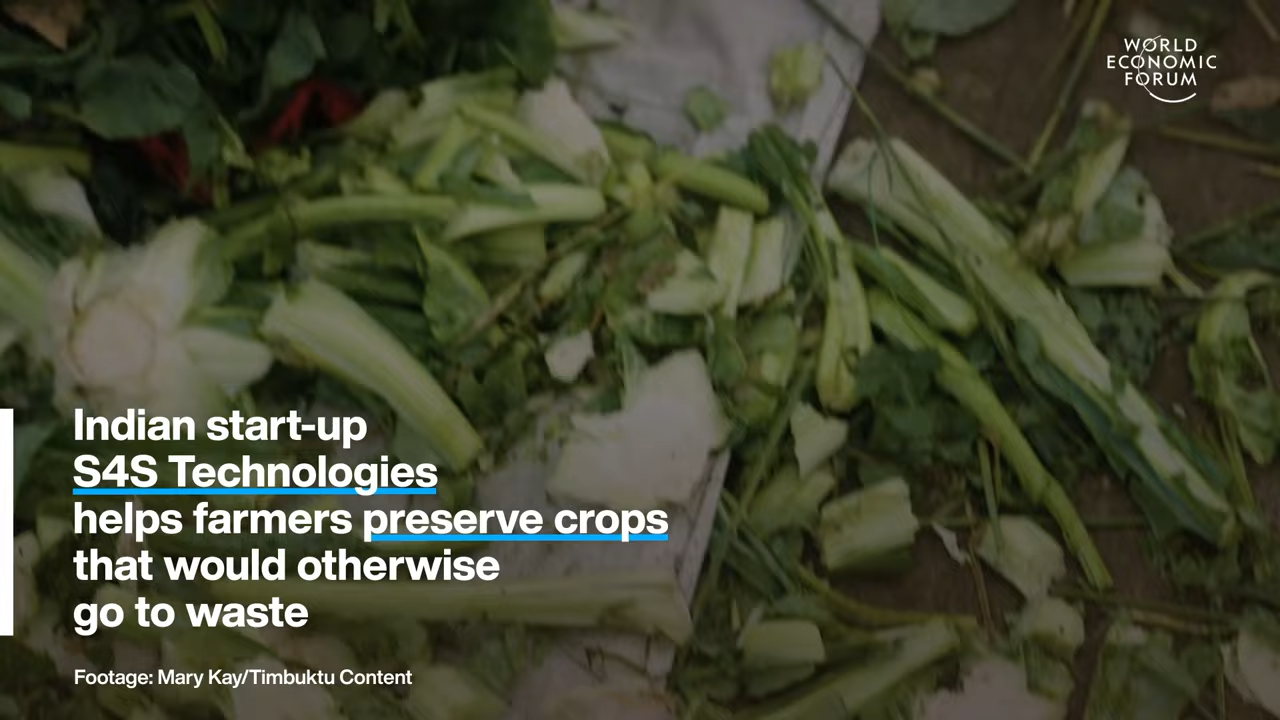 WORLD
ECONOMIC
FORUM
Indian start-up
S4S Technologies
helps farmers preserve crops
that would otherwise
go to waste
Footage: Mary Kay/Timbuktu Content